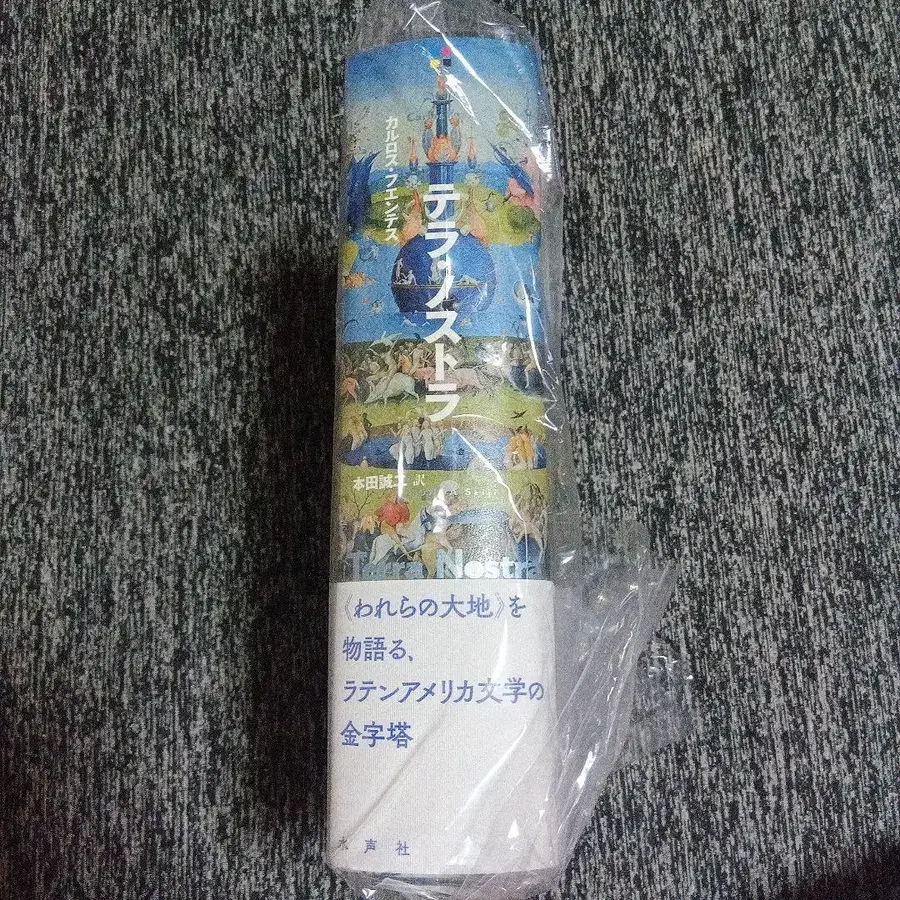 カルロス・フエンテス
テラ・ノストラ
本田誠二 訳
Terra Nostra
《われらの大地》を
物語る、
ラテンアメリカ文学の
金字塔
水声社